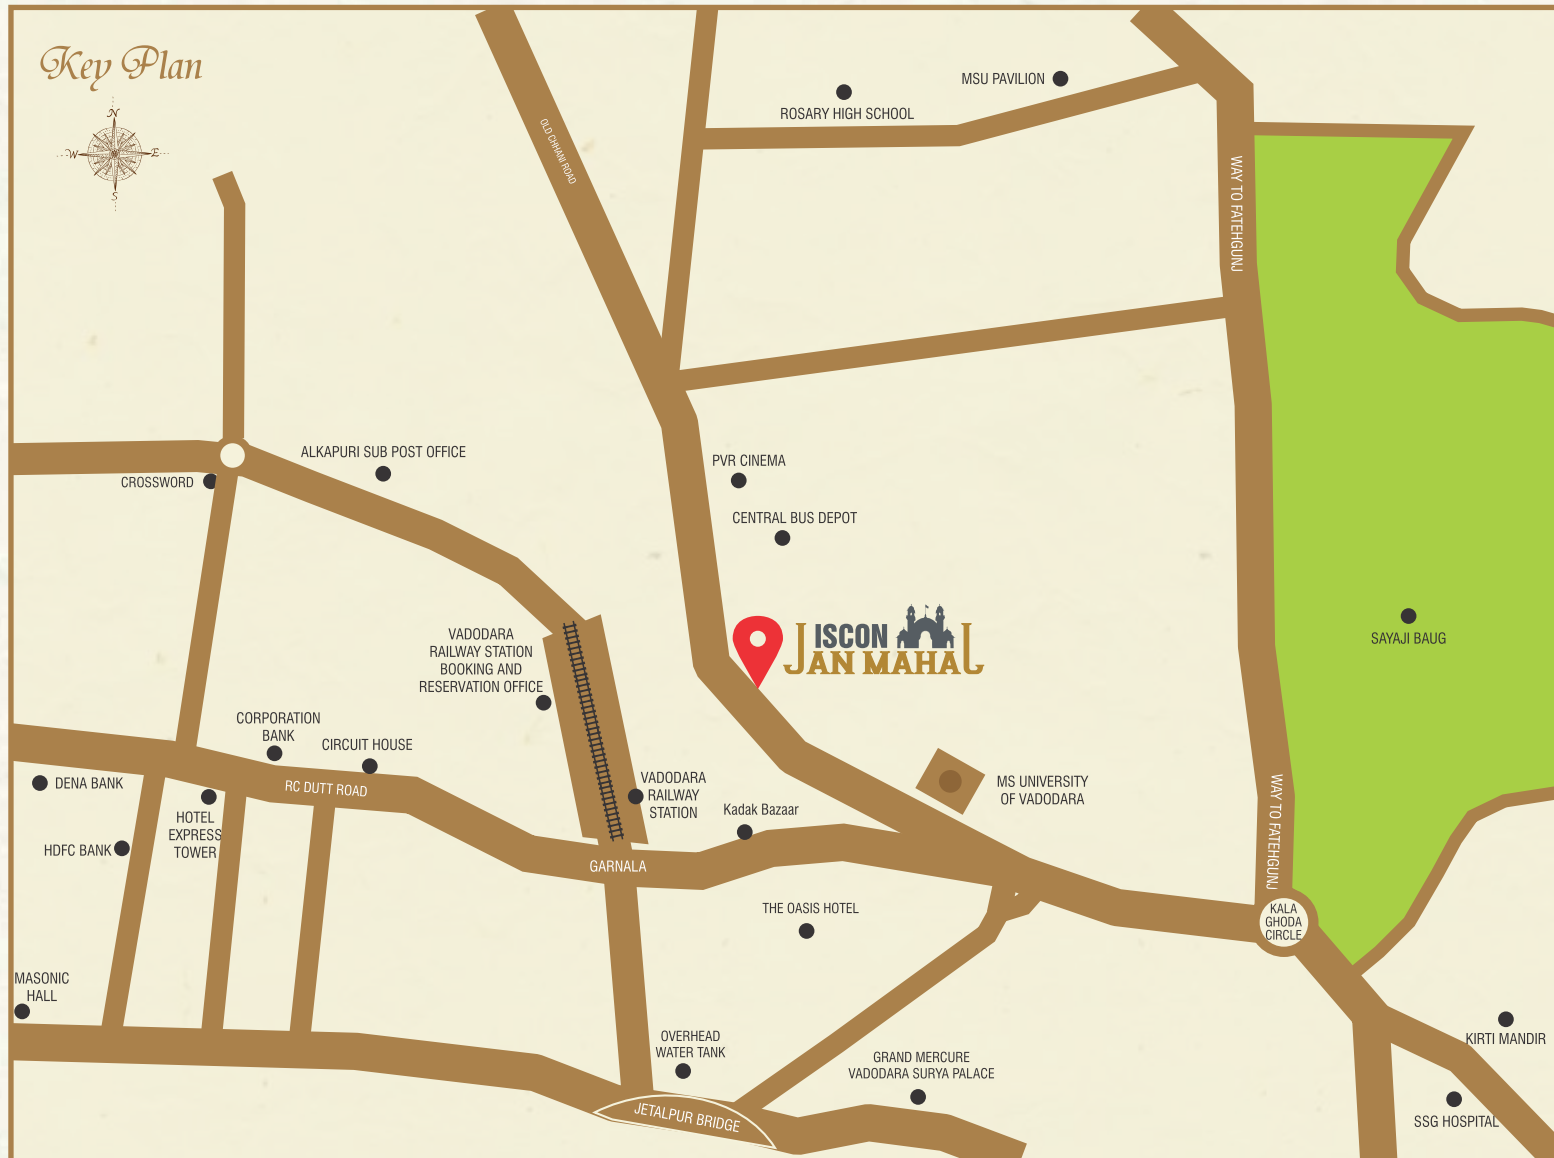 Key Plan
N
W
E
S
OLD CHHANI ROAD
ROSARY HIGH SCHOOL
MSU PAVILION
WAY TO FATEHGUNJ
ALKAPURI SUB POST OFFICE
CROSSWORD
PVR CINEMA
CENTRAL BUS DEPOT
ISCON
JAN MAHAL
SAYAJI BAUG
VADODARA
RAILWAY STATION
BOOKING AND
RESERVATION OFFICE
CORPORATION
BANK
CIRCUIT HOUSE
DENA BANK
RC DUTT ROAD
HOTEL
EXPRESS
TOWER
HDFC BANK
VADODARA
RAILWAY
STATION
Kadak Bazaar
MS UNIVERSITY
OF VADODARA
WAY TO FATEHGUNJ
GARNALA
THE OASIS HOTEL
KALA
GHODA
CIRCLE
MASONIC
HALL
OVERHEAD
WATER TANK
GRAND MERCURE
VADODARA SURYA PALACE
JETALPUR BRIDGE
KIRTI MANDIR
SSG HOSPITAL